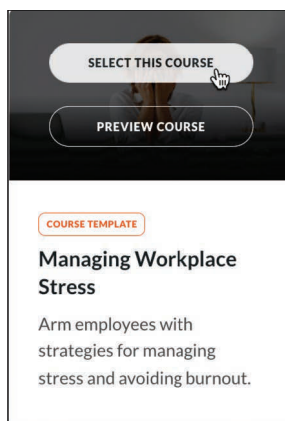 SELECT THIS COURSE
PREVIEW COURSE
COURSE TEMPLATE
Managing Workplace
Stress
Arm employees with
strategies for managing
stress and avoiding burnout.